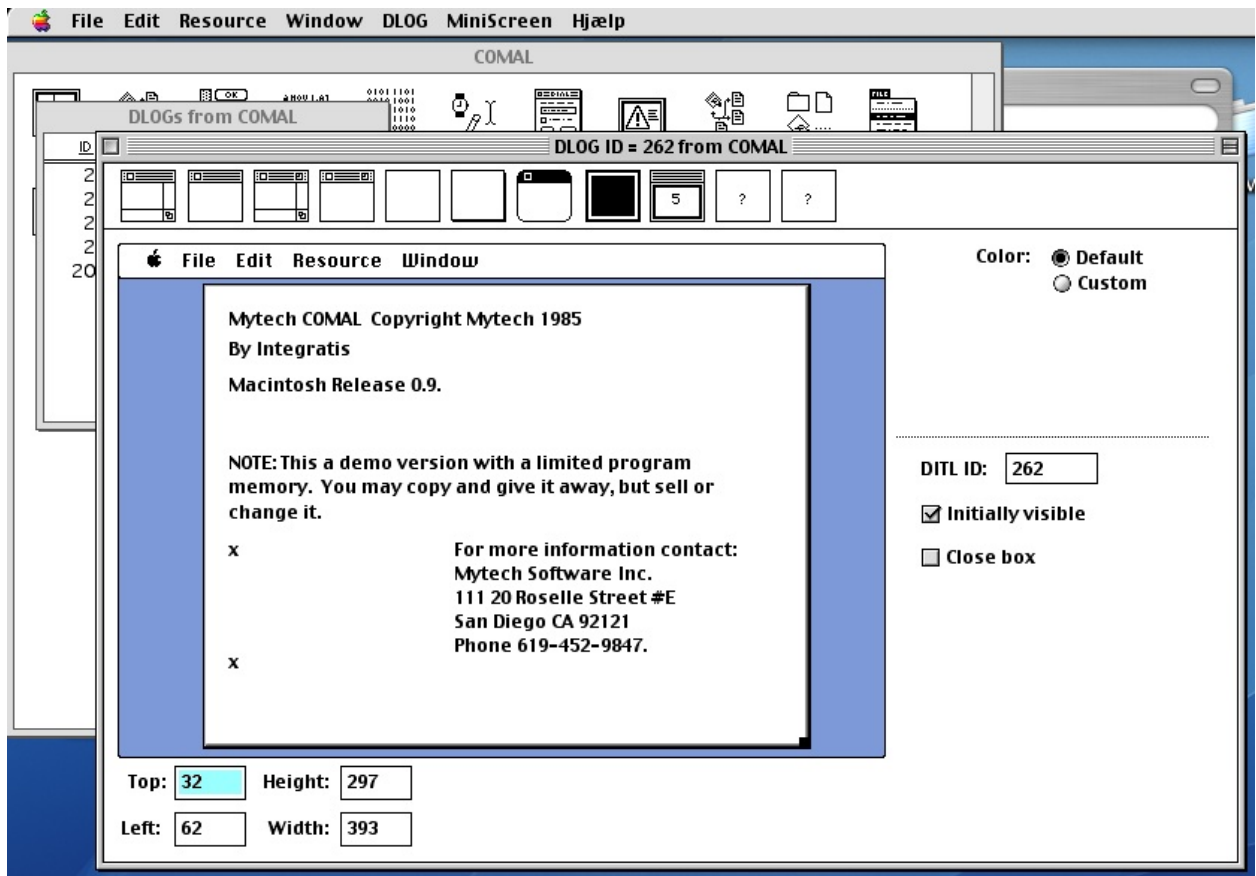 File Edit Resource Window DLOG MiniScreen Hjælp
COMAL
DLOGs from COMAL
ID
2
2
2
2
20
DLOG ID = 262 from COMAL
5 ? ?
File Edit Resource Window
Mytech COMAL Copyright Mytech 1985
By Integratis
Macintosh Release 0.9.
NOTE: This a demo version with a limited program
memory. You may copy and give it away, but sell or
change it.
x
For more information contact:
Mytech Software Inc.
111 20 Roselle Street #E
San Diego CA 92121
Phone 619-452-9847.
x
Color: Default
Custom
DITL ID: 262
Initially visible
Close box
Top: 32 Height: 297
Left: 62 Width: 393